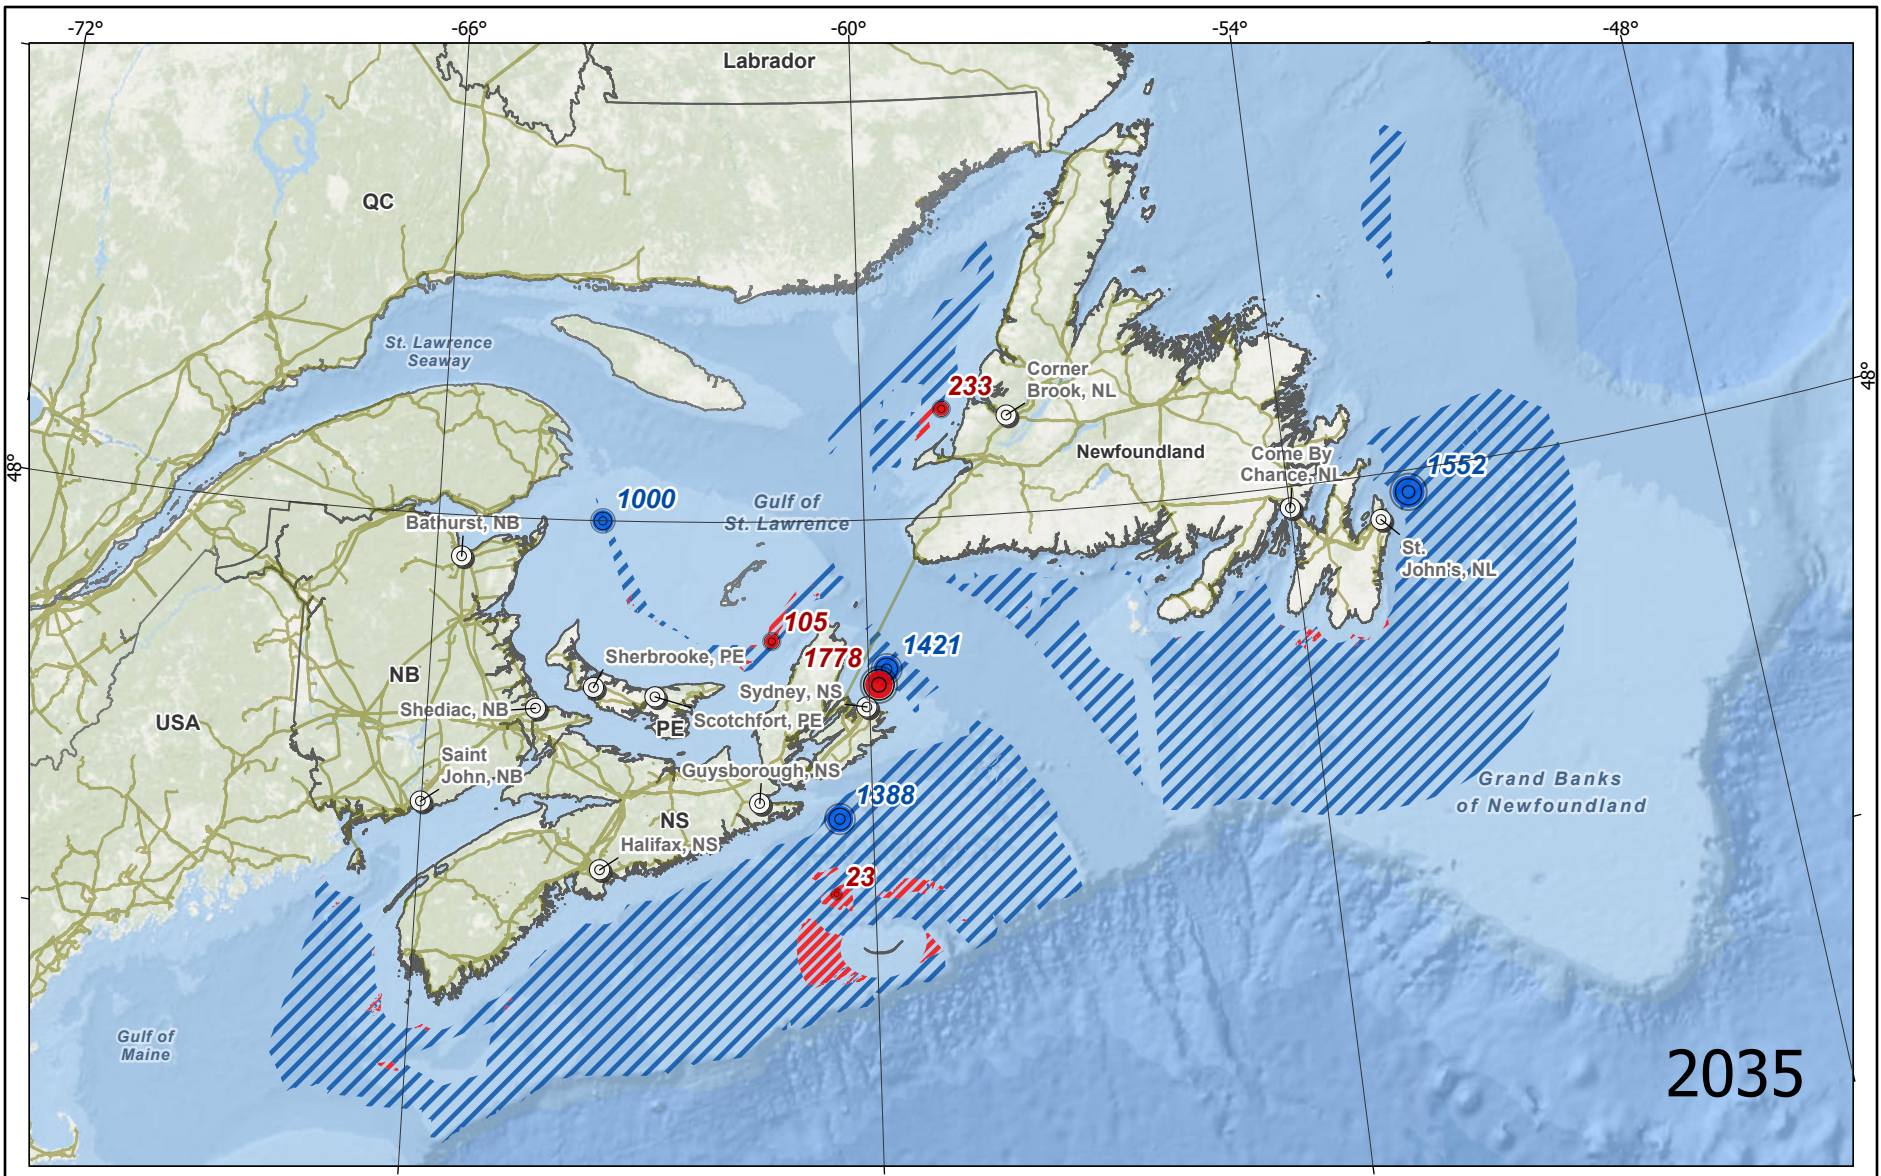 -72°
-66°
-60°
-54°
-48°
Labrador
QC
St. Lawrence
Seaway
233
Corner
Brook, NL
48°
48°
Newfoundland
Come By
Chance, NL
1552
1000
Gulf of
St. Lawrence
Bathurst, NB
St.
John's, NL
105
1421
1778
Sherbrooke, PE
NB
Sydney, NS
Shediac, NB
Scotchfort, PE
PE
USA
Saint
John, NB
Guysborough, NS
Grand Banks
of Newfoundland
1388
NS
Halifax, NS
23
Gulf of
Maine
2035